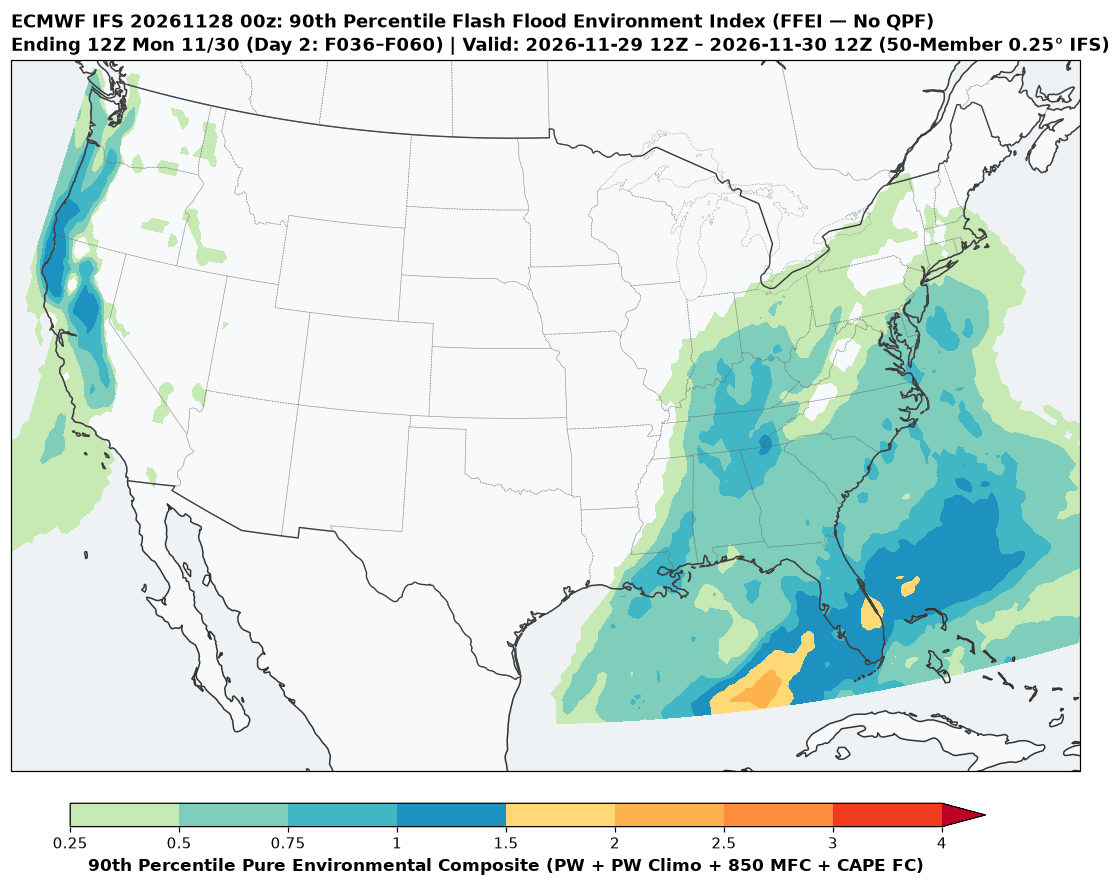 ECMWF IFS 20261128 00z: 90th Percentile Flash Flood Environment Index (FFEI — No QPF)
Ending 12Z Mon 11/30 (Day 2: F036–F060) | Valid: 2026-11-29 12Z – 2026-11-30 12Z (50-Member 0.25° IFS)
0.25 0.5 0.75 1 1.5 2 2.5 3 4
90th Percentile Pure Environmental Composite (PW + PW Climo + 850 MFC + CAPE FC)